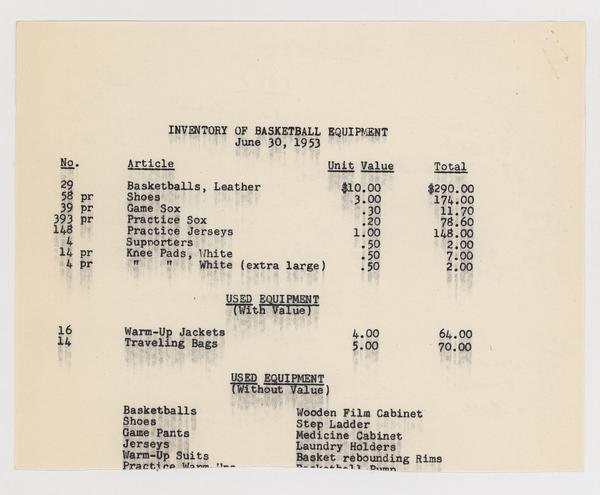 INVENTORY OF BASKETBALL EQUIPMENT
June 30, 1953
No. Article Unit Value Total
29 Basketballs, Leather $10.00 $290.00
58 pr Shoes 3.00 174.00
39 pr Game Sox .30 11.70
393 pr Practice Sox .20 78.60
148 Practice Jerseys 1.00 148.00
4 Supporters .50 2.00
14 pr Knee Pads, White .50 7.00
4 pr " " White (extra large) .50 2.00
USED EQUIPMENT
(With Value)
16 Warm-Up Jackets 4.00 64.00
14 Traveling Bags 5.00 70.00
USED EQUIPMENT
(Without Value)
Basketballs Wooden Film Cabinet
Shoes Step Ladder
Game Pants Medicine Cabinet
Jerseys Laundry Holders
Warm-Up Suits Basket rebounding Rims
Practice Warm-Ups Basketball Pump